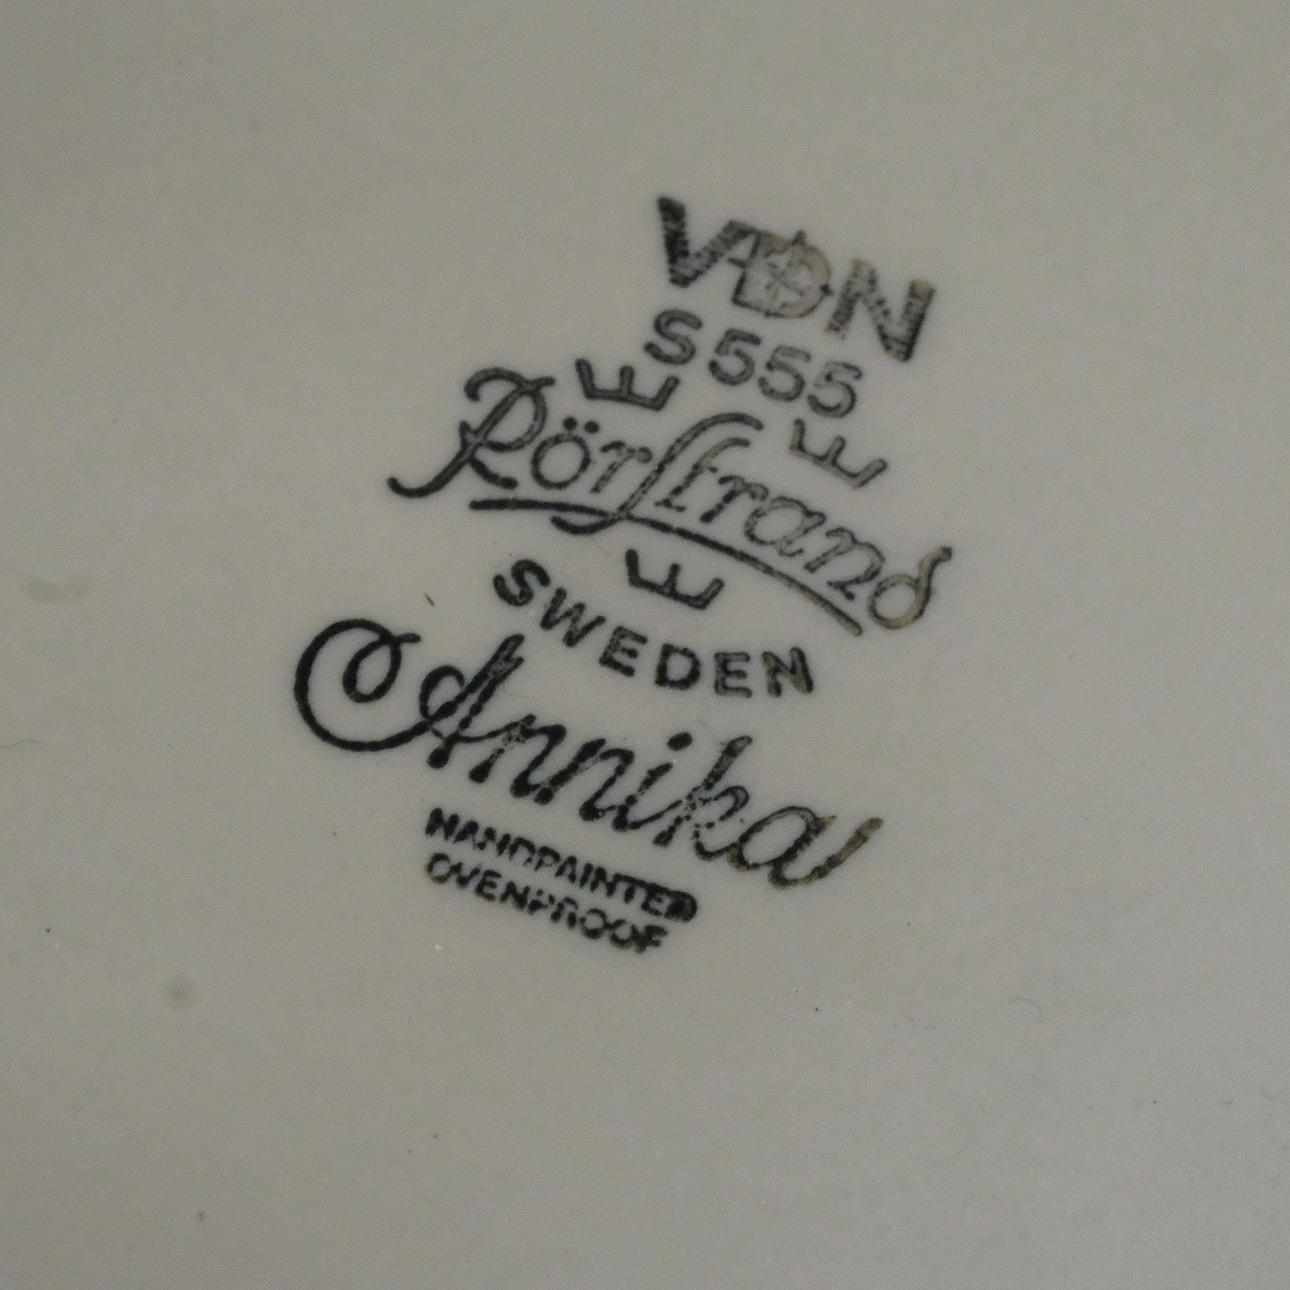 VDN
S555
Rörstrand
SWEDEN
Annika
HANDPAINTED
OVENPROOF